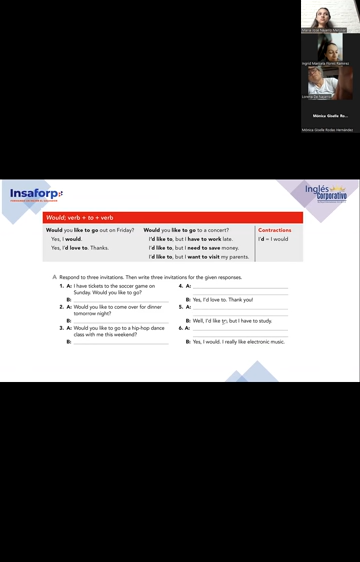 Mónica Giselle Ro...
Mónica Giselle Rodas Hernández
Insaforp
Inglés
Corporativo
Would; verb + to + verb
Would you like to go out on Friday?
Yes, I would.
Yes, I'd love to. Thanks.
Would you like to go to a concert?
I'd like to, but I have to work late.
I'd like to, but I need to save money.
I'd like to, but I want to visit my parents.
Contractions
I'd = I would
A Respond to three invitations. Then write three invitations for the given responses.
1. A: I have tickets to the soccer game on
Sunday. Would you like to go?
B:
2. A: Would you like to come over for dinner
tomorrow night?
B:
3. A: Would you like to go to a hip-hop dance
class with me this weekend?
B:
4. A:
B: Yes, I'd love to. Thank you!
5. A:
B: Well, I'd like to, but I have to study.
6. A:
B: Yes, I would. I really like electronic music.